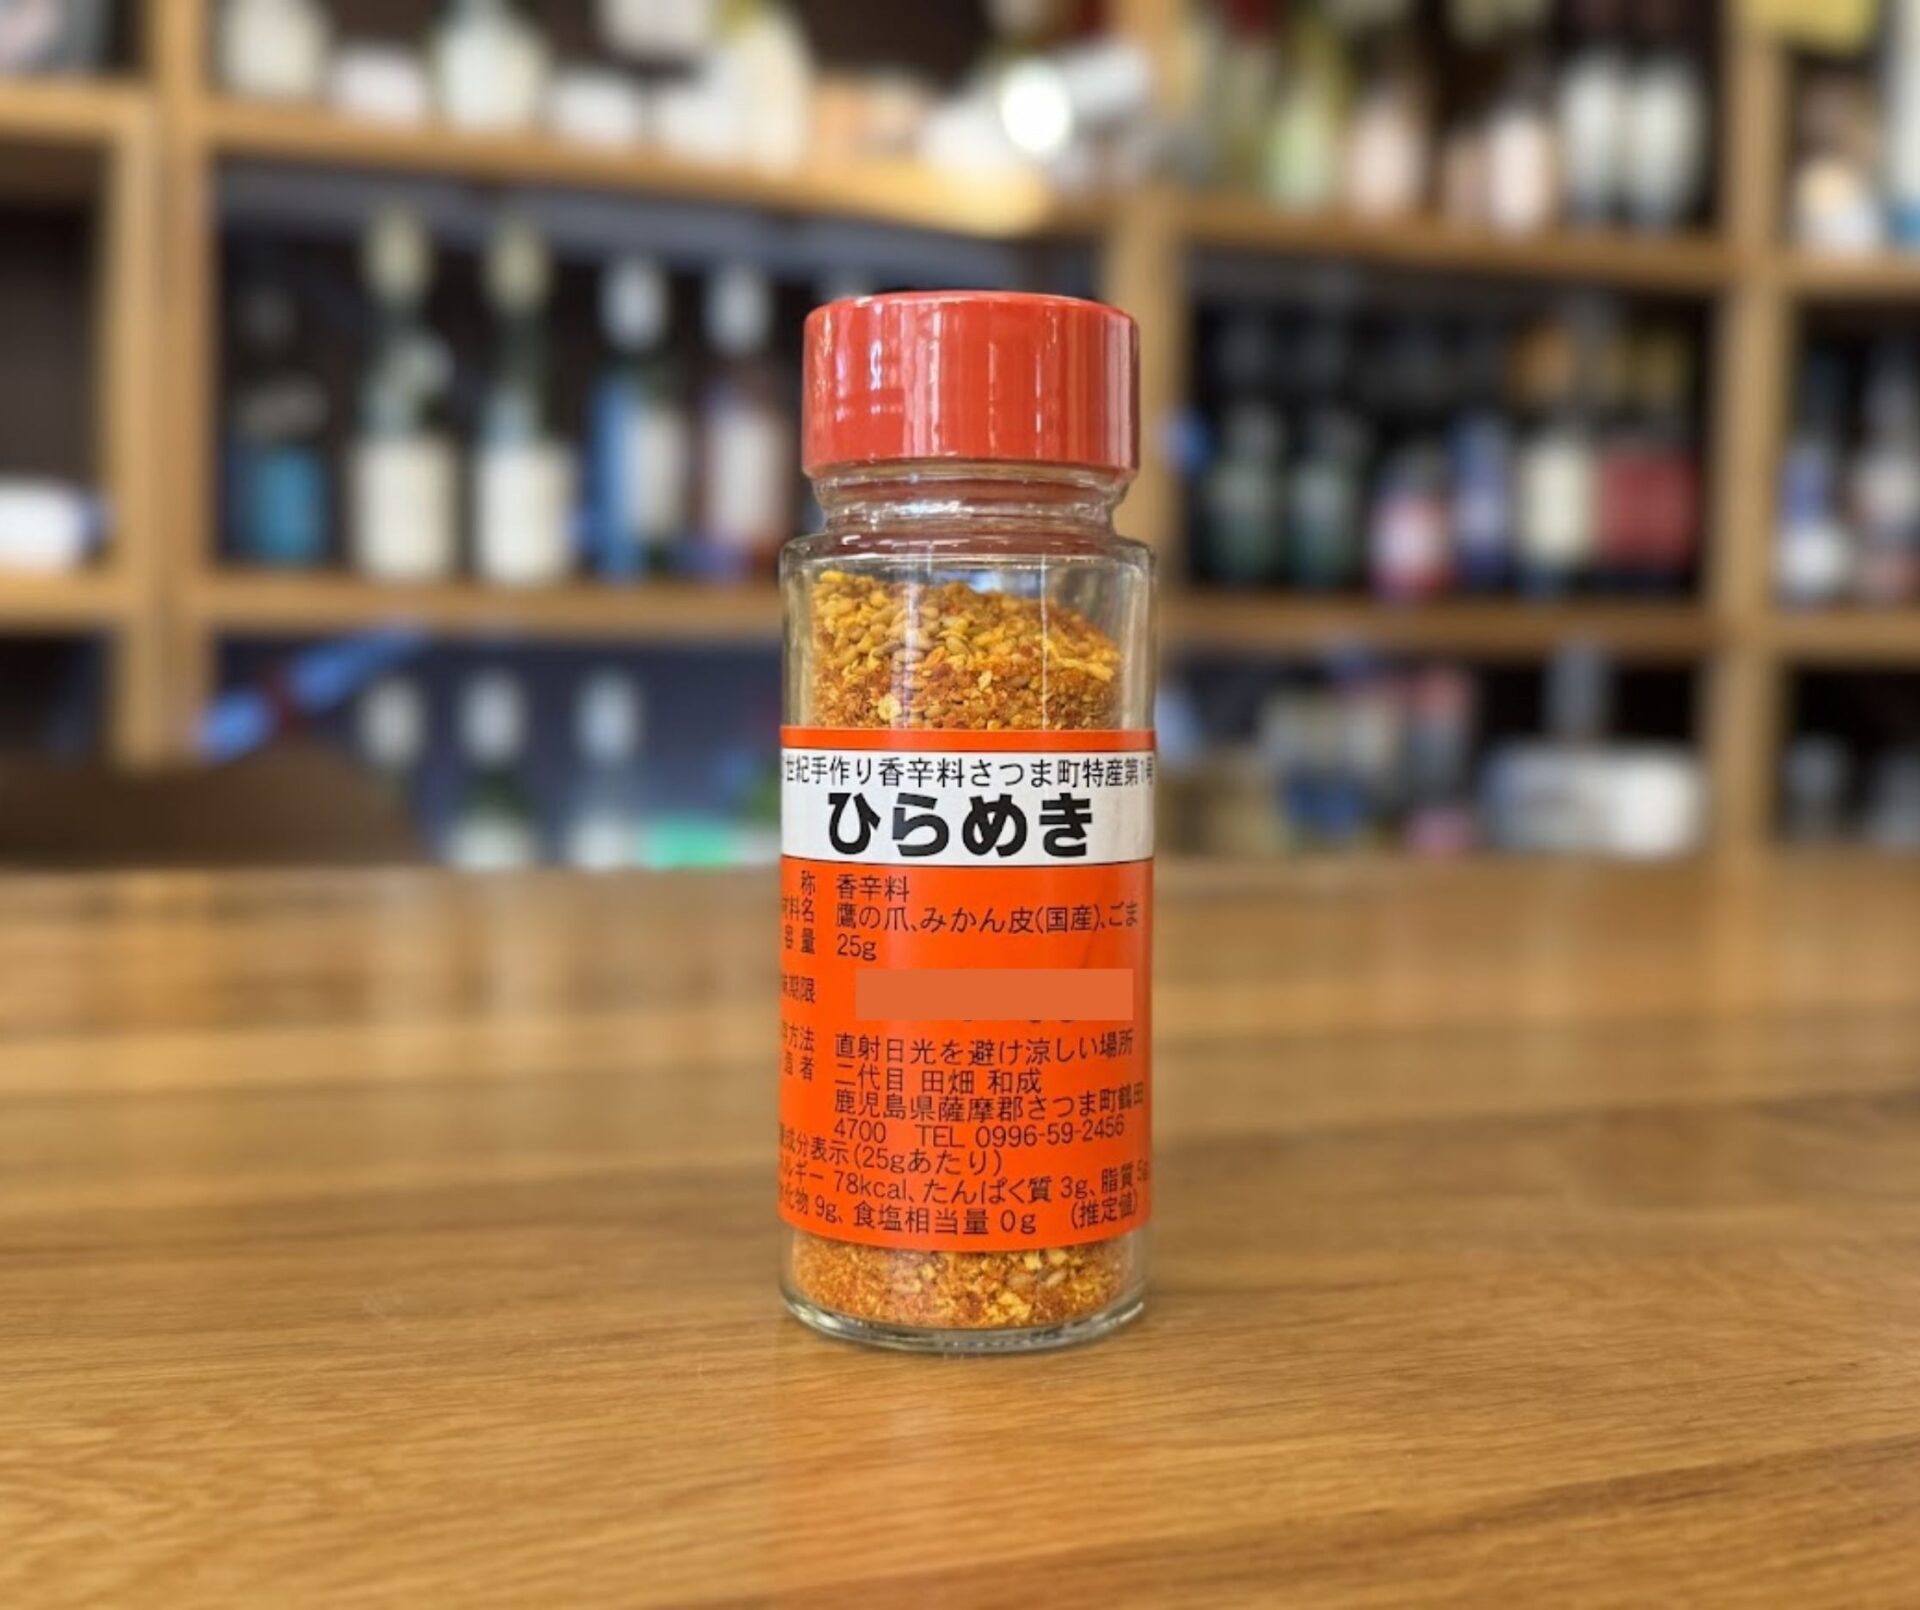 世紀手作り香辛料さつま町特産第1号
ひらめき
称 香辛料
材料名 鷹の爪、みかん皮(国産)、ごま
容量 25g
味期限
存方法 直射日光を避け涼しい場所
造者 二代目 田畑 和成
鹿児島県薩摩郡さつま町鶴田
4700 TEL 0996-59-2456
成分表示(25gあたり)
ルギー 78kcal、たんぱく質 3g、脂質 5g、
化物 9g、食塩相当量 0g (推定値)